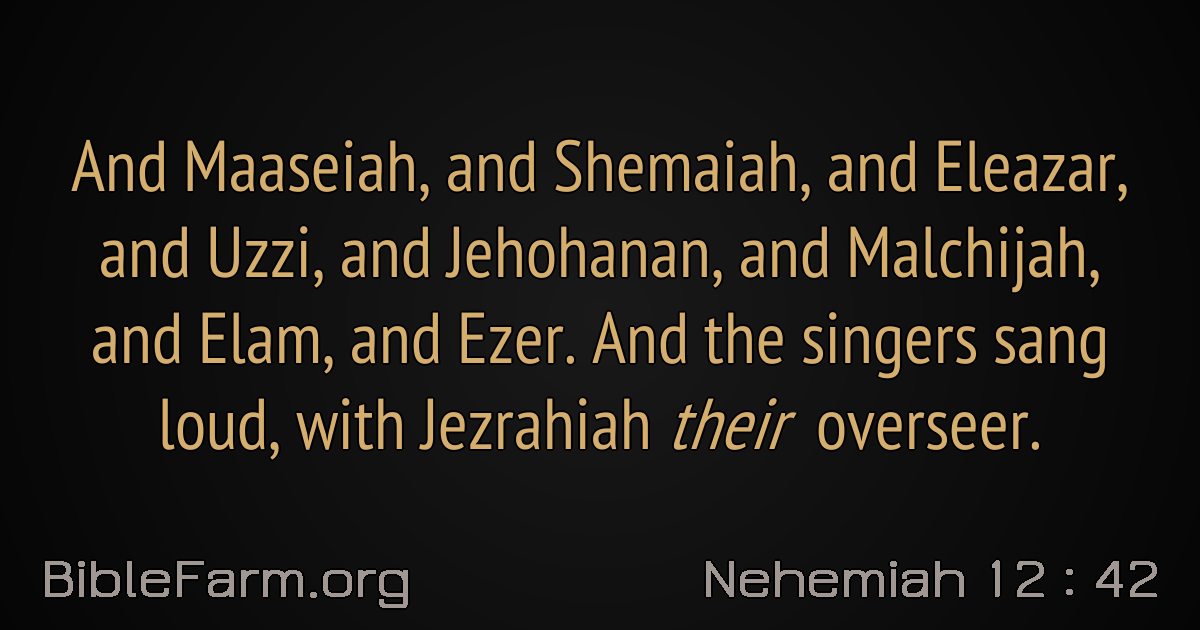 And Maaseiah, and Shemaiah, and Eleazar,
and Uzzi, and Jehohanan, and Malchijah,
and Elam, and Ezer. And the singers sang
loud, with Jezrahiah their overseer.
BibleFarm.org
Nehemiah 12 : 42